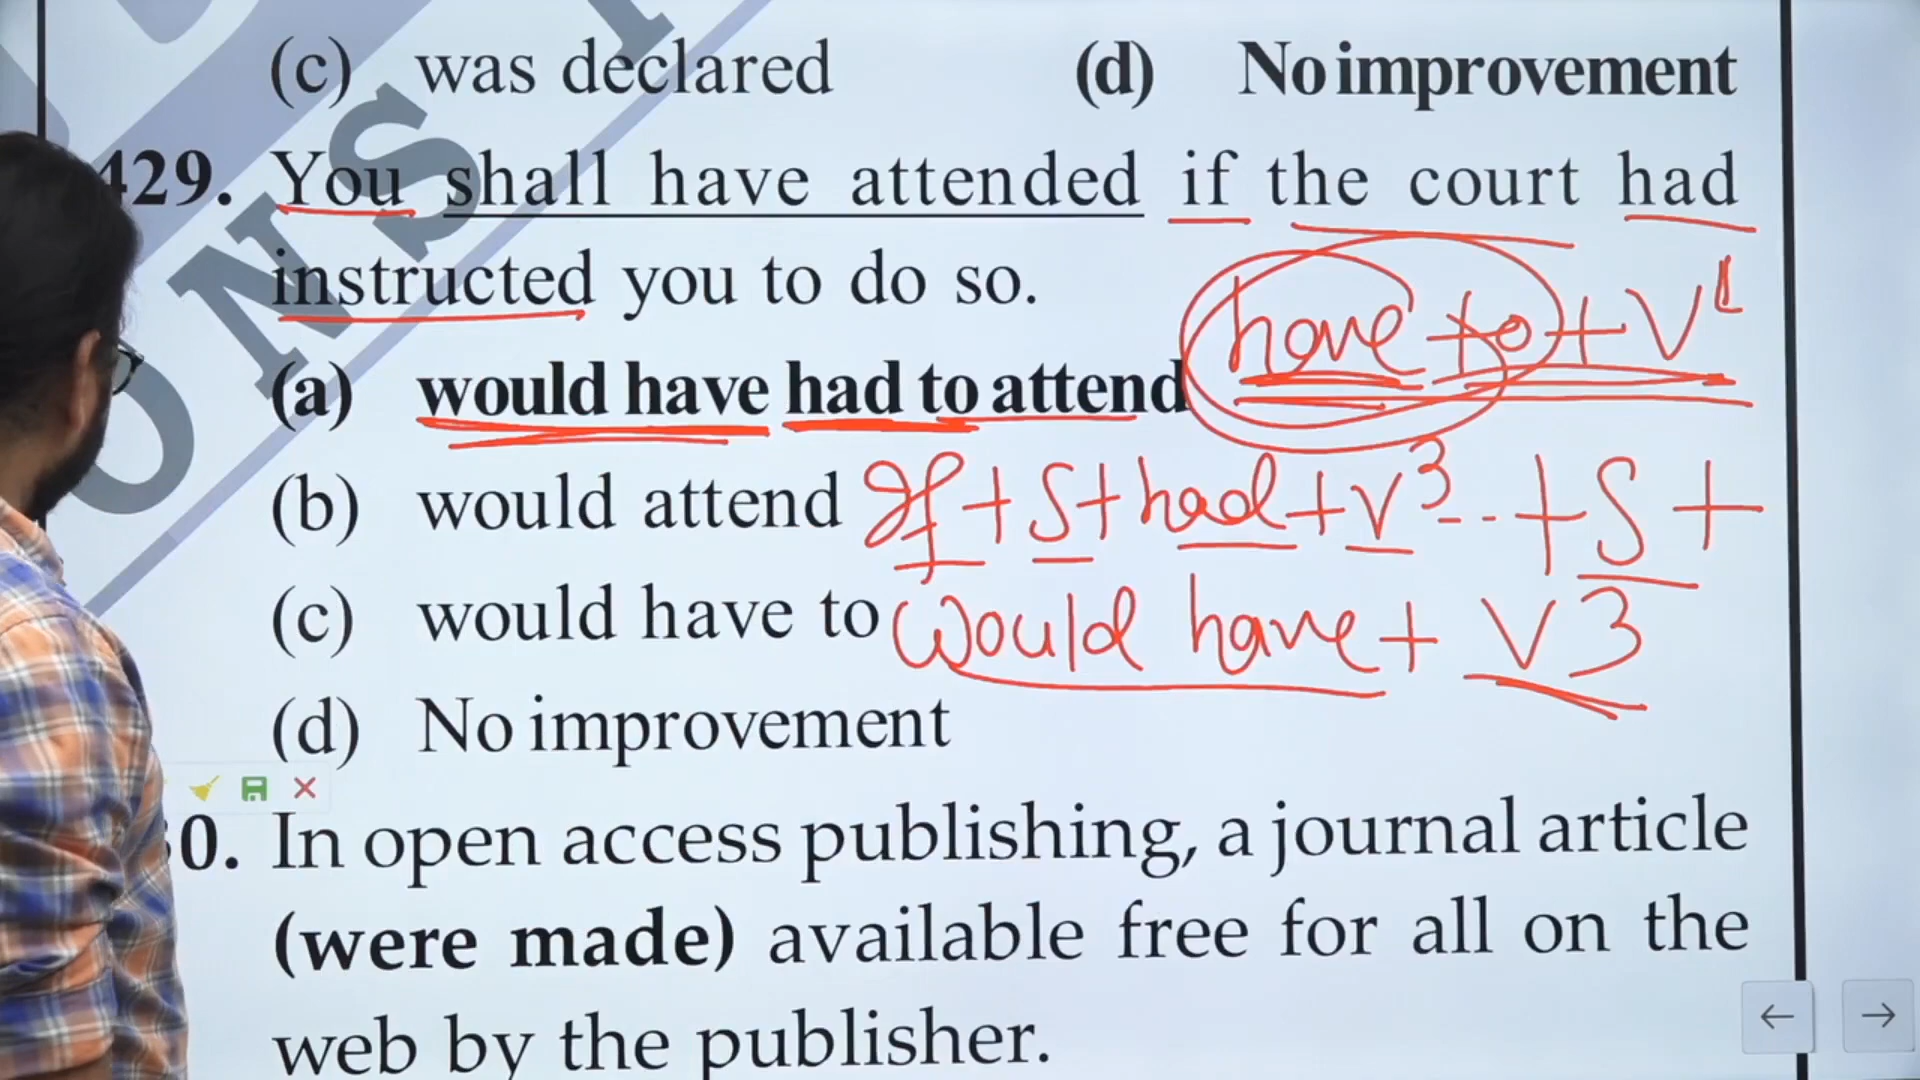 (c) was declared (d) No improvement
429. You shall have attended if the court had
instructed you to do so.
have to + V1
(a) would have had to attend
(b) would attend
If + S + had + V3 -- + S +
(c) would have to
would have + V3
(d) No improvement
0. In open access publishing, a journal article
(were made) available free for all on the
web by the publisher.